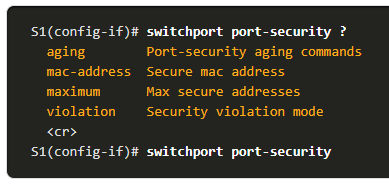 S1(config-if)# switchport port-security ?
aging Port-security aging commands
mac-address Secure mac address
maximum Max secure addresses
violation Security violation mode
<cr>
S1(config-if)# switchport port-security